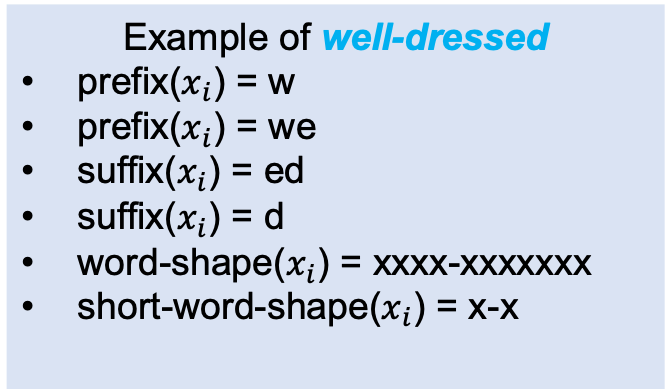 Example of well-dressed
• prefix(𝑥ᵢ) = w
• prefix(𝑥ᵢ) = we
• suffix(𝑥ᵢ) = ed
• suffix(𝑥ᵢ) = d
• word-shape(𝑥ᵢ) = xxxx-xxxxxxx
• short-word-shape(𝑥ᵢ) = x-x